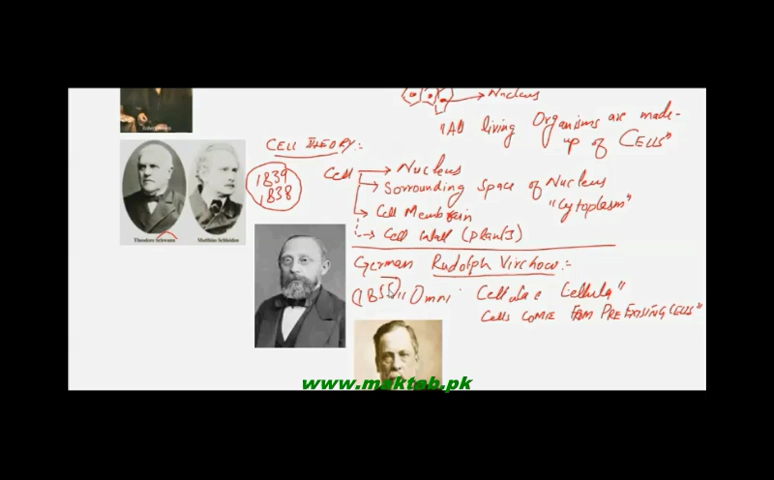 Nucleus
"All living Organisms are made
up of CELLS"
CELL THEORY:-
1839
1838
Cell
Nucleus
Sorrounding Space of Nucleus
"Cytoplasm"
Cell Membrain
Cell Wall (Plants)
Theodore Schwann
Matthias Schleiden
German Rudolph Virchow:-
(1855) "Omni Cellulae Cellula"
Cells COME FROM PRE EXISTING CELLS"
www.maktab.pk